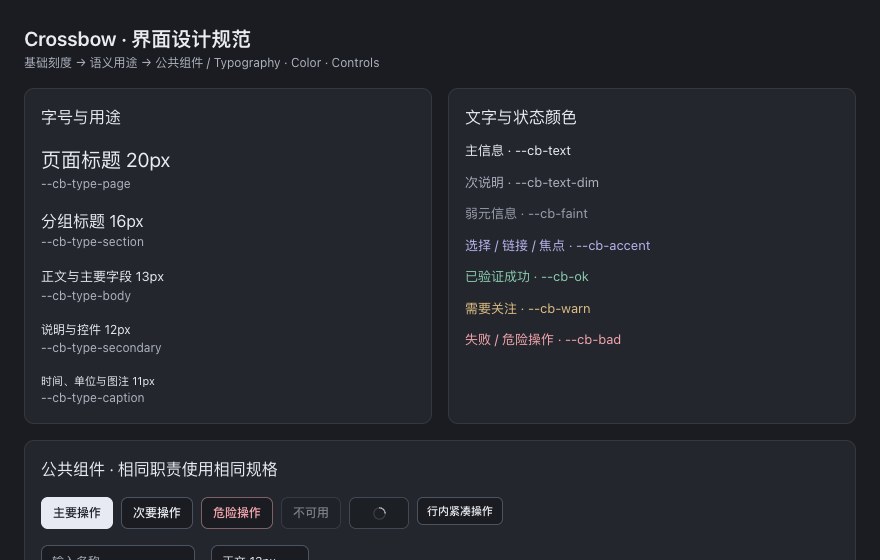 Crossbow · 界面设计规范
基础刻度 → 语义用途 → 公共组件 / Typography · Color · Controls
字号与用途
页面标题 20px
--cb-type-page
分组标题 16px
--cb-type-section
正文与主要字段 13px
--cb-type-body
说明与控件 12px
--cb-type-secondary
时间、单位与图注 11px
--cb-type-caption
文字与状态颜色
主信息 · --cb-text
次说明 · --cb-text-dim
弱元信息 · --cb-faint
选择 / 链接 / 焦点 · --cb-accent
已验证成功 · --cb-ok
需要关注 · --cb-warn
失败 / 危险操作 · --cb-bad
公共组件 · 相同职责使用相同规格
主要操作 次要操作 危险操作 不可用 行内紧凑操作
输入名称 正文 13px